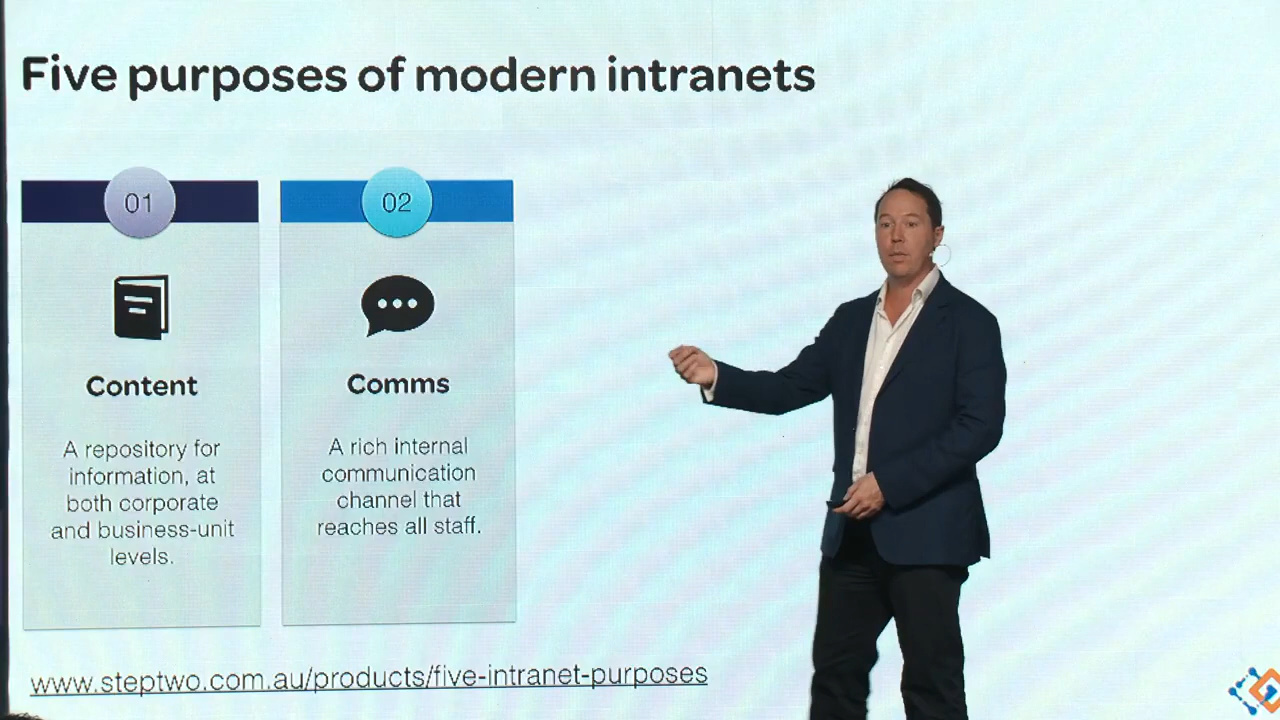 Five purposes of modern intranets
01
Content
A repository for
information, at
both corporate
and business-unit
levels.
02
Comms
A rich internal
communication
channel that
reaches all staff.
www.steptwo.com.au/products/five-intranet-purposes